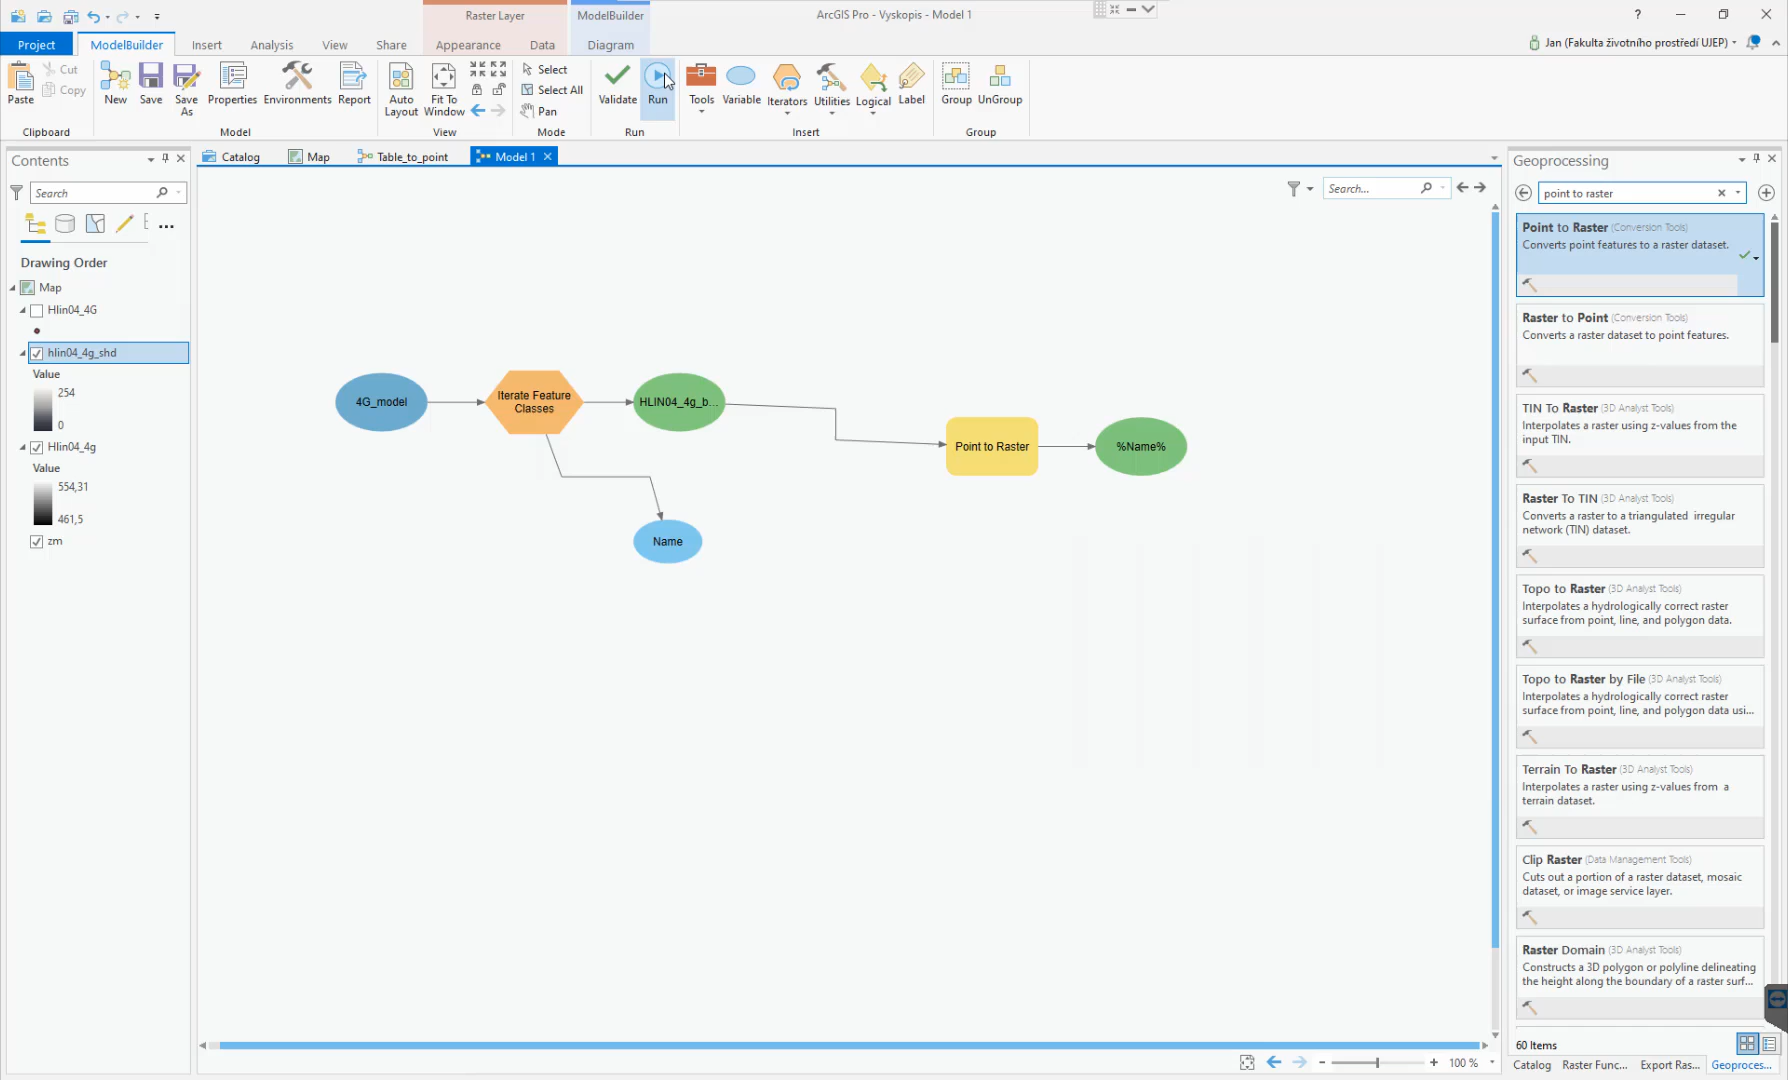 Raster Layer
ModelBuilder
ArcGIS Pro - Vyskopis - Model 1
?
Project
ModelBuilder
Insert
Analysis
View
Share
Appearance
Data
Diagram
Jan (Fakulta životního prostředí UJEP)
Paste
Cut
Copy
Clipboard
New
Save
Save As
Properties
Environments
Report
Model
Auto Layout
Fit To Window
View
Select
Select All
Pan
Mode
Validate
Run
Run
Tools
Variable
Iterators
Utilities
Logical
Label
Insert
Group
UnGroup
Group
Contents
Search
Drawing Order
Map
Hlin04_4G
hlin04_4g_shd
Value
254
0
Hlin04_4g
Value
554,31
461,5
zm
Catalog
Map
Table_to_point
Model 1
Search...
4G_model
Iterate Feature
Classes
HLIN04_4g_b...
Name
Point to Raster
%Name%
100 %
Geoprocessing
point to raster
Point to Raster (Conversion Tools)
Converts point features to a raster dataset.
Raster to Point (Conversion Tools)
Converts a raster dataset to point features.
TIN To Raster (3D Analyst Tools)
Interpolates a raster using z-values from the
input TIN.
Raster To TIN (3D Analyst Tools)
Converts a raster to a triangulated irregular
network (TIN) dataset.
Topo to Raster (3D Analyst Tools)
Interpolates a hydrologically correct raster
surface from point, line, and polygon data.
Topo to Raster by File (3D Analyst Tools)
Interpolates a hydrologically correct raster
surface from point, line, and polygon data usi...
Terrain To Raster (3D Analyst Tools)
Interpolates a raster using z-values from a
terrain dataset.
Clip Raster (Data Management Tools)
Cuts out a portion of a raster dataset, mosaic
dataset, or image service layer.
Raster Domain (3D Analyst Tools)
Constructs a 3D polygon or polyline delineating
the height along the boundary of a raster surf...
60 Items
Catalog
Raster Func...
Export Ras...
Geoproces...